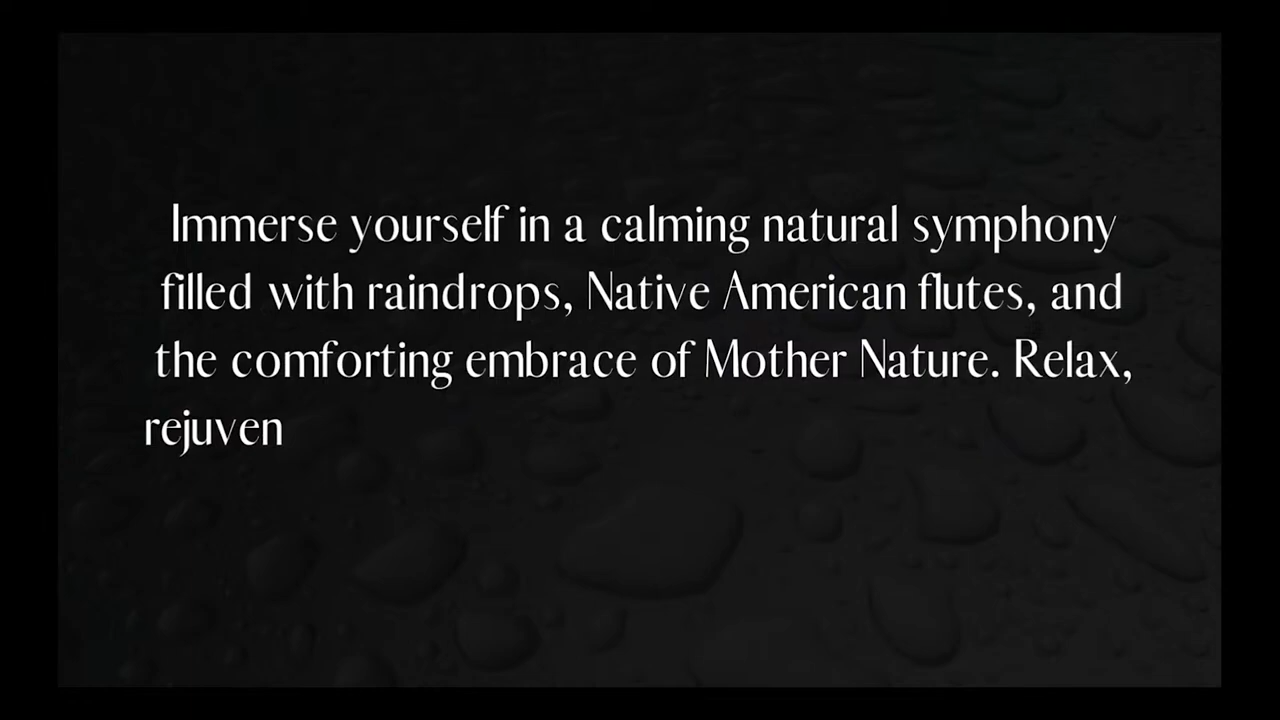 Immerse yourself in a calming natural symphony
filled with raindrops, Native American flutes, and
the comforting embrace of Mother Nature. Relax,
rejuven